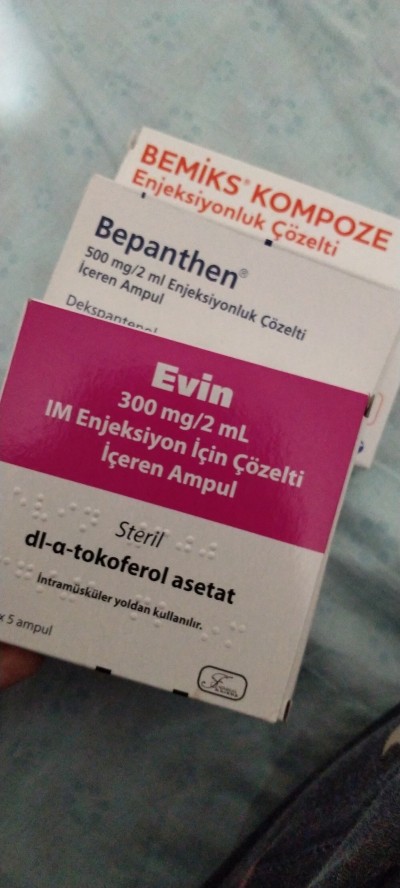 BEMİKS® KOMPOZE
Enjeksiyonluk Çözelti
Bepanthen®
500 mg/2 ml Enjeksiyonluk Çözelti
İçeren Ampul
Dekspantenol
Evin
300 mg/2 mL
IM Enjeksiyon İçin Çözelti
İçeren Ampul
Steril
dl-α-tokoferol asetat
İntramüsküler yoldan kullanılır.
x 5 ampul